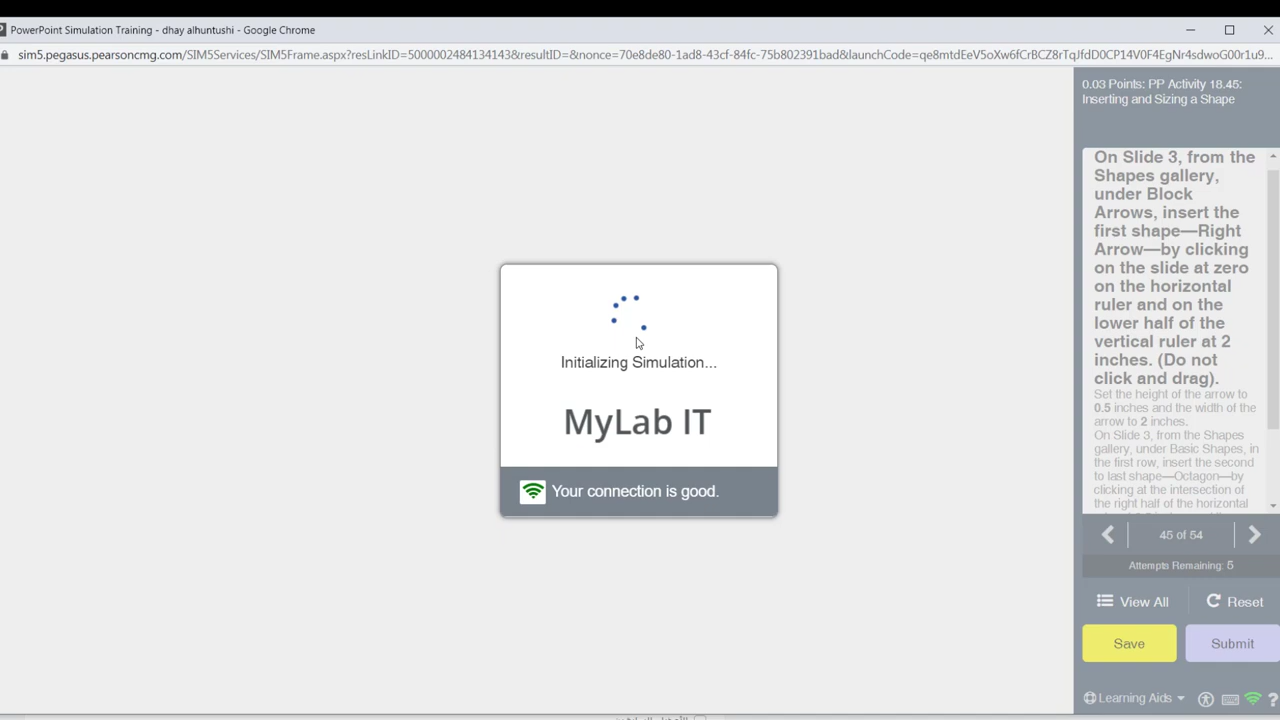 PowerPoint Simulation Training - dhay alhuntushi - Google Chrome
sim5.pegasus.pearsoncmg.com/SIM5Services/SIM5Frame.aspx?resLinkID=5000002484134143&resultID=&nonce=70e8de80-1ad8-43cf-84fc-75b802391bad&launchCode=qe8mtdEeV5oXw6fCrBCZ8rTqJfdD0CP14V0F4EgNr4sdwoG00r1u9...
0.03 Points: PP Activity 18.45:
Inserting and Sizing a Shape
On Slide 3, from the
Shapes gallery,
under Block
Arrows, insert the
first shape—Right
Arrow—by clicking
on the slide at zero
on the horizontal
ruler and on the
lower half of the
vertical ruler at 2
inches. (Do not
click and drag).
Set the height of the arrow to
0.5 inches and the width of the
arrow to 2 inches.
On Slide 3, from the Shapes
gallery, under Basic Shapes, in
the first row, insert the second
to last shape—Octagon—by
clicking at the intersection of
the right half of the horizontal
Initializing Simulation...
MyLab IT
Your connection is good.
45 of 54
Attempts Remaining: 5
View All
Reset
Save
Submit
Learning Aids
?